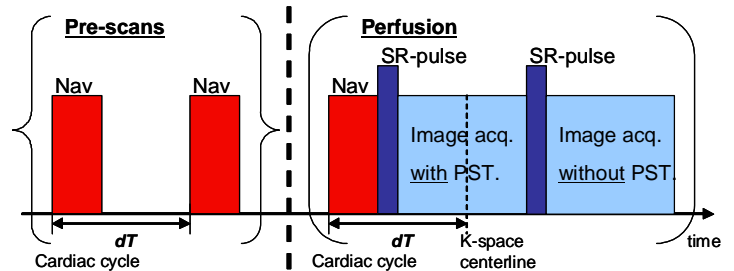 Pre-scans
Perfusion
SR-pulse
SR-pulse
Nav
Nav
Nav
Image acq.
with PST.
Image acq.
without PST.
dT
dT
K-space
centerline
time
Cardiac cycle
Cardiac cycle